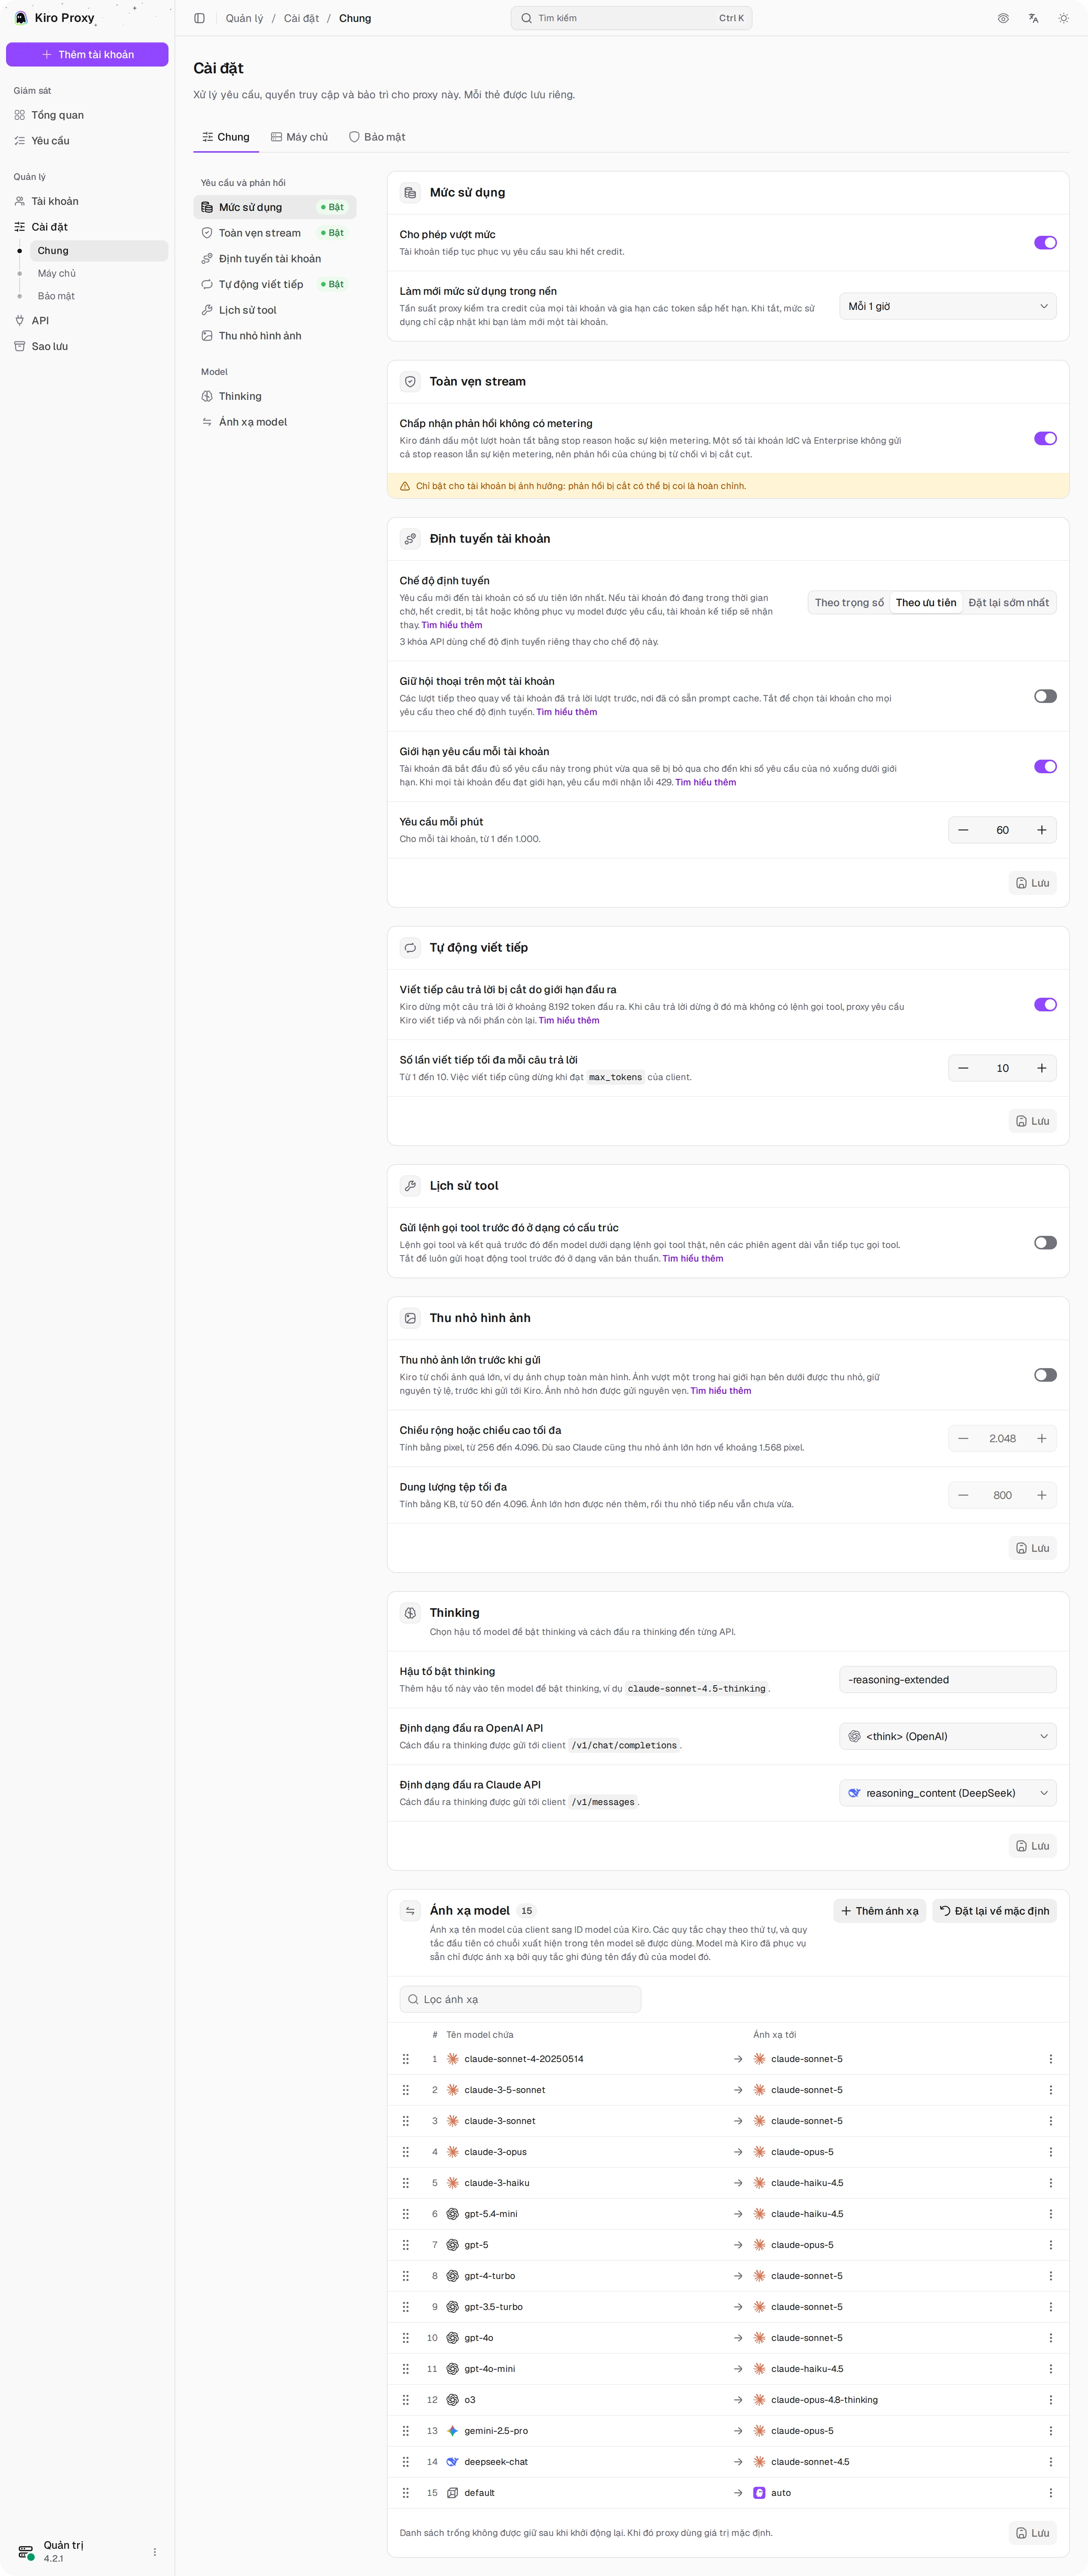 Kiro Proxy
Thêm tài khoản
Giám sát
Tổng quan
Yêu cầu
Quản lý
Tài khoản
Cài đặt
Chung
Máy chủ
Bảo mật
API
Sao lưu
Quản trị
4.2.1
Quản lý / Cài đặt / Chung
Tìm kiếm Ctrl K
Cài đặt
Xử lý yêu cầu, quyền truy cập và bảo trì cho proxy này. Mỗi thẻ được lưu riêng.
Chung Máy chủ Bảo mật
Yêu cầu và phản hồi
Mức sử dụng Bật
Toàn vẹn stream Bật
Định tuyến tài khoản
Tự động viết tiếp Bật
Lịch sử tool
Thu nhỏ hình ảnh
Model
Thinking
Ánh xạ model
Mức sử dụng
Cho phép vượt mức
Tài khoản tiếp tục phục vụ yêu cầu sau khi hết credit.
Làm mới mức sử dụng trong nền
Tần suất proxy kiểm tra credit của mọi tài khoản và gia hạn các token sắp hết hạn. Khi tắt, mức sử
dụng chỉ cập nhật khi bạn làm mới một tài khoản.
Mỗi 1 giờ
Toàn vẹn stream
Chấp nhận phản hồi không có metering
Kiro đánh dấu một lượt hoàn tất bằng stop reason hoặc sự kiện metering. Một số tài khoản IdC và Enterprise không gửi
cả stop reason lẫn sự kiện metering, nên phản hồi của chúng bị từ chối vì bị cắt cụt.
Chỉ bật cho tài khoản bị ảnh hưởng: phản hồi bị cắt có thể bị coi là hoàn chỉnh.
Định tuyến tài khoản
Chế độ định tuyến
Yêu cầu mới đến tài khoản có số ưu tiên lớn nhất. Nếu tài khoản đó đang trong thời gian
chờ, hết credit, bị tắt hoặc không phục vụ model được yêu cầu, tài khoản kế tiếp sẽ nhận
thay. Tìm hiểu thêm
3 khóa API dùng chế độ định tuyến riêng thay cho chế độ này.
Theo trọng số Theo ưu tiên Đặt lại sớm nhất
Giữ hội thoại trên một tài khoản
Các lượt tiếp theo quay về tài khoản đã trả lời lượt trước, nơi đã có sẵn prompt cache. Tắt để chọn tài khoản cho mọi
yêu cầu theo chế độ định tuyến. Tìm hiểu thêm
Giới hạn yêu cầu mỗi tài khoản
Tài khoản đã bắt đầu đủ số yêu cầu này trong phút vừa qua sẽ bị bỏ qua cho đến khi số yêu cầu của nó xuống dưới giới
hạn. Khi mọi tài khoản đều đạt giới hạn, yêu cầu mới nhận lỗi 429. Tìm hiểu thêm
Yêu cầu mỗi phút
Cho mỗi tài khoản, từ 1 đến 1.000.
60
Lưu
Tự động viết tiếp
Viết tiếp câu trả lời bị cắt do giới hạn đầu ra
Kiro dừng một câu trả lời ở khoảng 8.192 token đầu ra. Khi câu trả lời dừng ở đó mà không có lệnh gọi tool, proxy yêu cầu
Kiro viết tiếp và nối phần còn lại. Tìm hiểu thêm
Số lần viết tiếp tối đa mỗi câu trả lời
Từ 1 đến 10. Việc viết tiếp cũng dừng khi đạt max_tokens của client.
10
Lưu
Lịch sử tool
Gửi lệnh gọi tool trước đó ở dạng có cấu trúc
Lệnh gọi tool và kết quả trước đó đến model dưới dạng lệnh gọi tool thật, nên các phiên agent dài vẫn tiếp tục gọi tool.
Tắt để luôn gửi hoạt động tool trước đó ở dạng văn bản thuần. Tìm hiểu thêm
Thu nhỏ hình ảnh
Thu nhỏ ảnh lớn trước khi gửi
Kiro từ chối ảnh quá lớn, ví dụ ảnh chụp toàn màn hình. Ảnh vượt một trong hai giới hạn bên dưới được thu nhỏ, giữ
nguyên tỷ lệ, trước khi gửi tới Kiro. Ảnh nhỏ hơn được gửi nguyên vẹn. Tìm hiểu thêm
Chiều rộng hoặc chiều cao tối đa
Tính bằng pixel, từ 256 đến 4.096. Dù sao Claude cũng thu nhỏ ảnh lớn hơn về khoảng 1.568 pixel.
2.048
Dung lượng tệp tối đa
Tính bằng KB, từ 50 đến 4.096. Ảnh lớn hơn được nén thêm, rồi thu nhỏ tiếp nếu vẫn chưa vừa.
800
Lưu
Thinking
Chọn hậu tố model để bật thinking và cách đầu ra thinking đến từng API.
Hậu tố bật thinking
Thêm hậu tố này vào tên model để bật thinking, ví dụ claude-sonnet-4.5-thinking.
-reasoning-extended
Định dạng đầu ra OpenAI API
Cách đầu ra thinking được gửi tới client /v1/chat/completions.
<think> (OpenAI)
Định dạng đầu ra Claude API
Cách đầu ra thinking được gửi tới client /v1/messages.
reasoning_content (DeepSeek)
Lưu
Ánh xạ model 15
Ánh xạ tên model của client sang ID model của Kiro. Các quy tắc chạy theo thứ tự, và quy
tắc đầu tiên có chuỗi xuất hiện trong tên model sẽ được dùng. Model mà Kiro đã phục vụ
sẵn chỉ được ánh xạ bởi quy tắc ghi đúng tên đầy đủ của model đó.
Thêm ánh xạ Đặt lại về mặc định
Lọc ánh xạ
# Tên model chứa Ánh xạ tới
1 claude-sonnet-4-20250514 → claude-sonnet-5
2 claude-3-5-sonnet → claude-sonnet-5
3 claude-3-sonnet → claude-sonnet-5
4 claude-3-opus → claude-opus-5
5 claude-3-haiku → claude-haiku-4.5
6 gpt-5.4-mini → claude-haiku-4.5
7 gpt-5 → claude-opus-5
8 gpt-4-turbo → claude-sonnet-5
9 gpt-3.5-turbo → claude-sonnet-5
10 gpt-4o → claude-sonnet-5
11 gpt-4o-mini → claude-haiku-4.5
12 o3 → claude-opus-4.8-thinking
13 gemini-2.5-pro → claude-opus-5
14 deepseek-chat → claude-sonnet-4.5
15 default → auto
Danh sách trống không được giữ sau khi khởi động lại. Khi đó proxy dùng giá trị mặc định.
Lưu